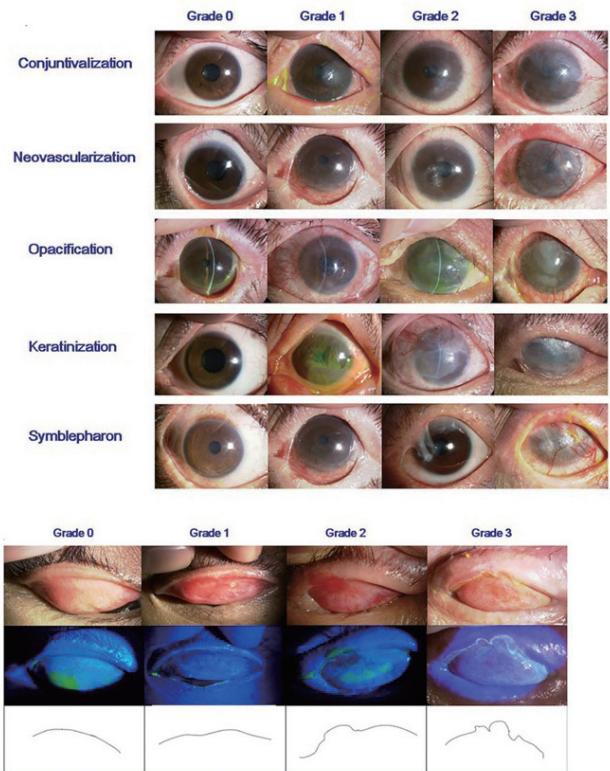 Grade 0 Grade 1 Grade 2 Grade 3
Conjuntivalization
Neovascularization
Opacification
Keratinization
Symblepharon
Grade 0 Grade 1 Grade 2 Grade 3